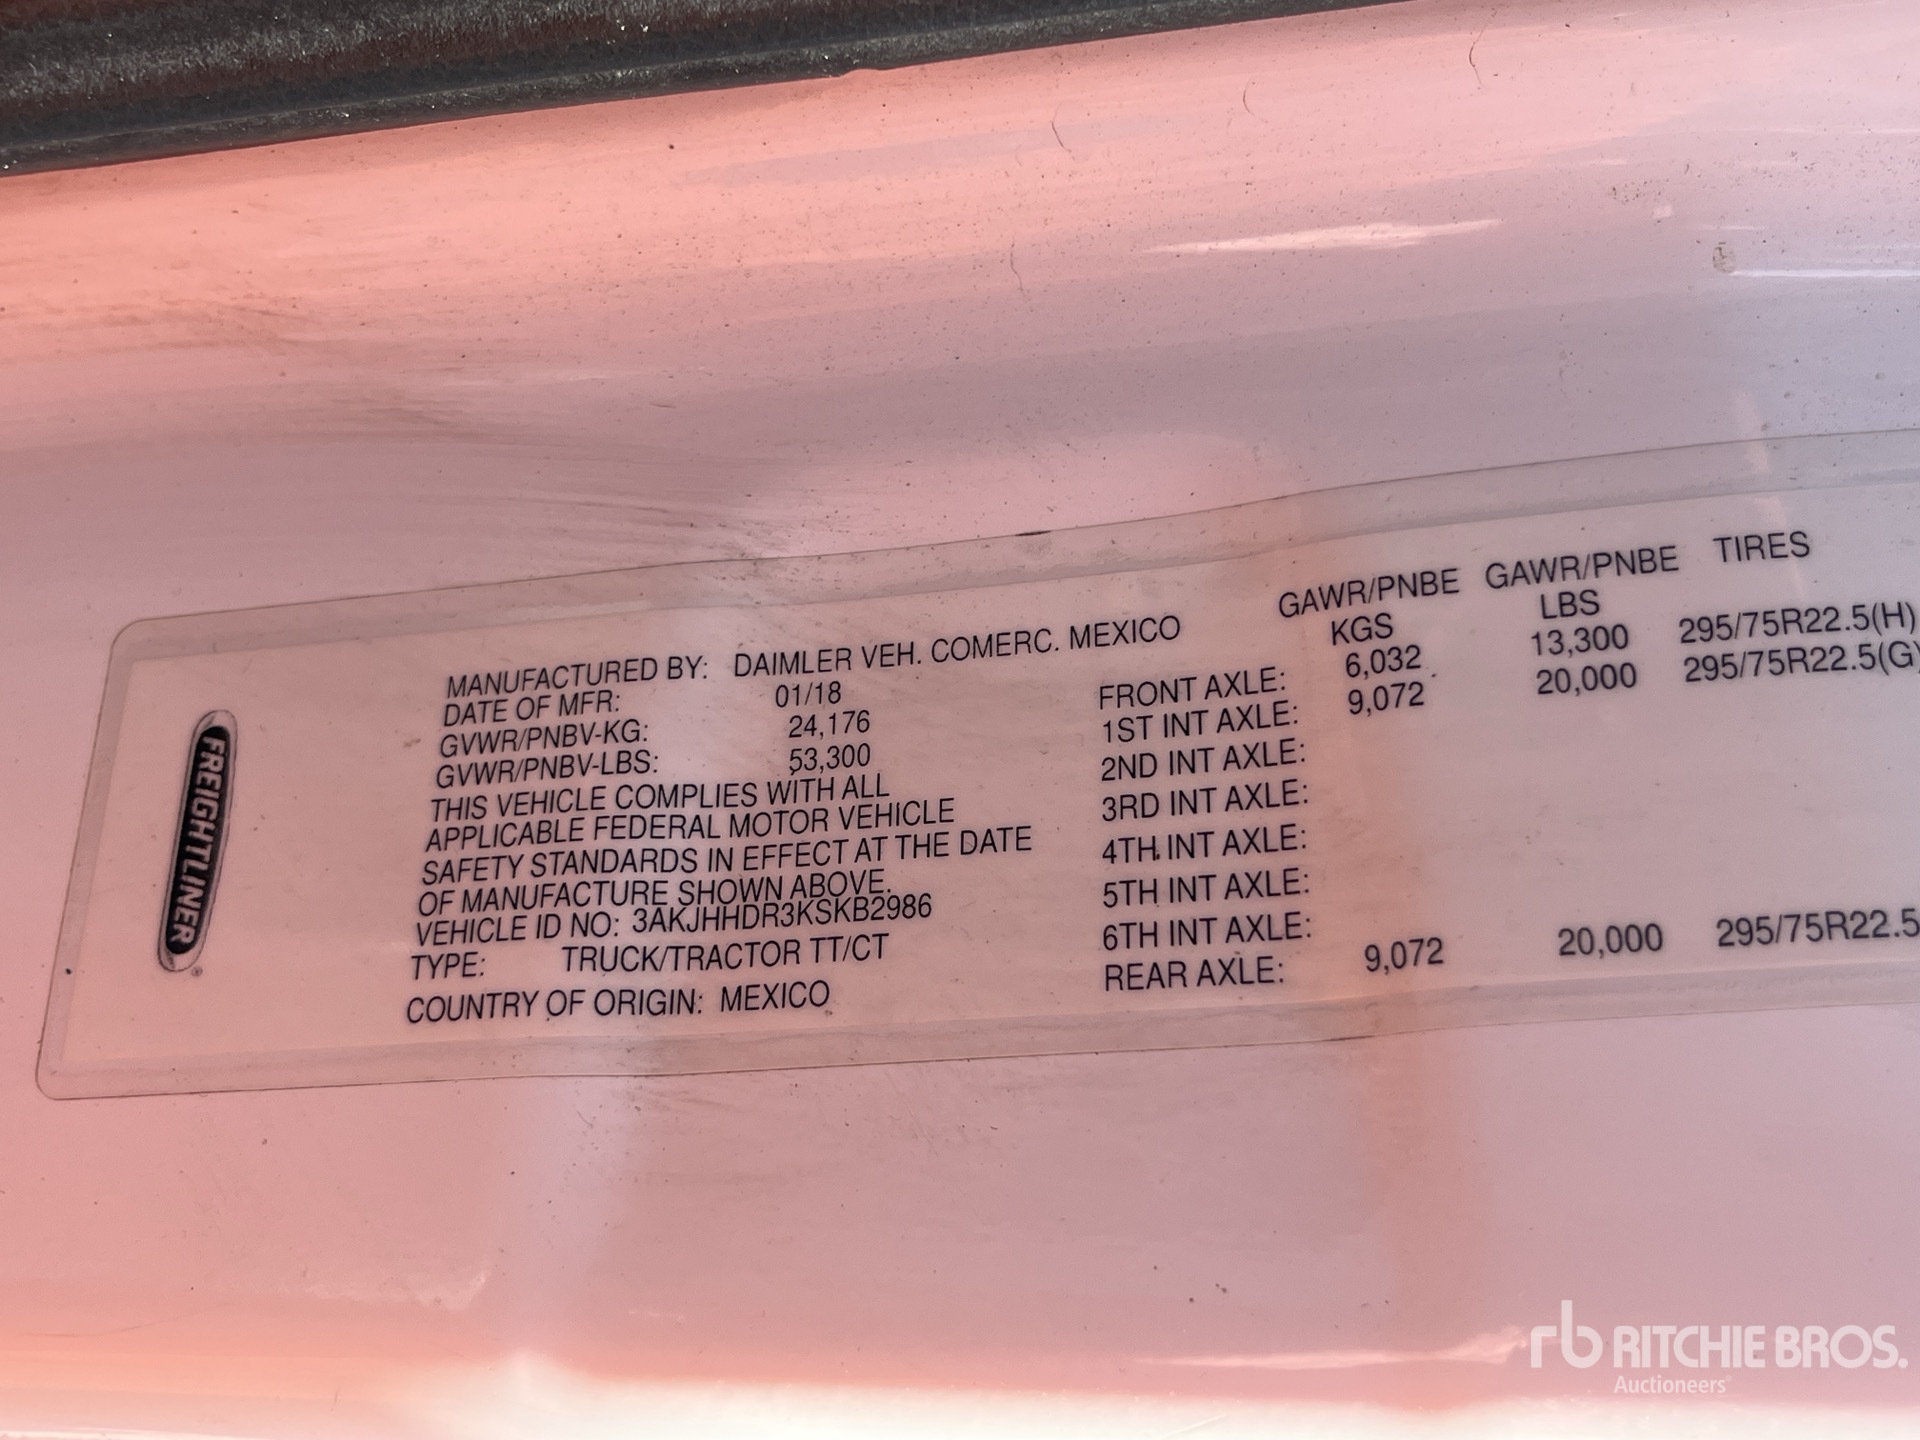 FREIGHTLINER
MANUFACTURED BY: DAIMLER VEH. COMERC. MEXICO
DATE OF MFR: 01/18
GVWR/PNBV-KG: 24,176
GVWR/PNBV-LBS: 53,300
THIS VEHICLE COMPLIES WITH ALL
APPLICABLE FEDERAL MOTOR VEHICLE
SAFETY STANDARDS IN EFFECT AT THE DATE
OF MANUFACTURE SHOWN ABOVE.
VEHICLE ID NO: 3AKJHHDR3KSKB2986
TYPE: TRUCK/TRACTOR TT/CT
COUNTRY OF ORIGIN: MEXICO
GAWR/PNBE GAWR/PNBE TIRES
KGS LBS
FRONT AXLE: 6,032 13,300 295/75R22.5(H)
1ST INT AXLE: 9,072 20,000 295/75R22.5(G)
2ND INT AXLE:
3RD INT AXLE:
4TH INT AXLE:
5TH INT AXLE:
6TH INT AXLE:
REAR AXLE: 9,072 20,000 295/75R22.5
rb RITCHIE BROS.
Auctioneers